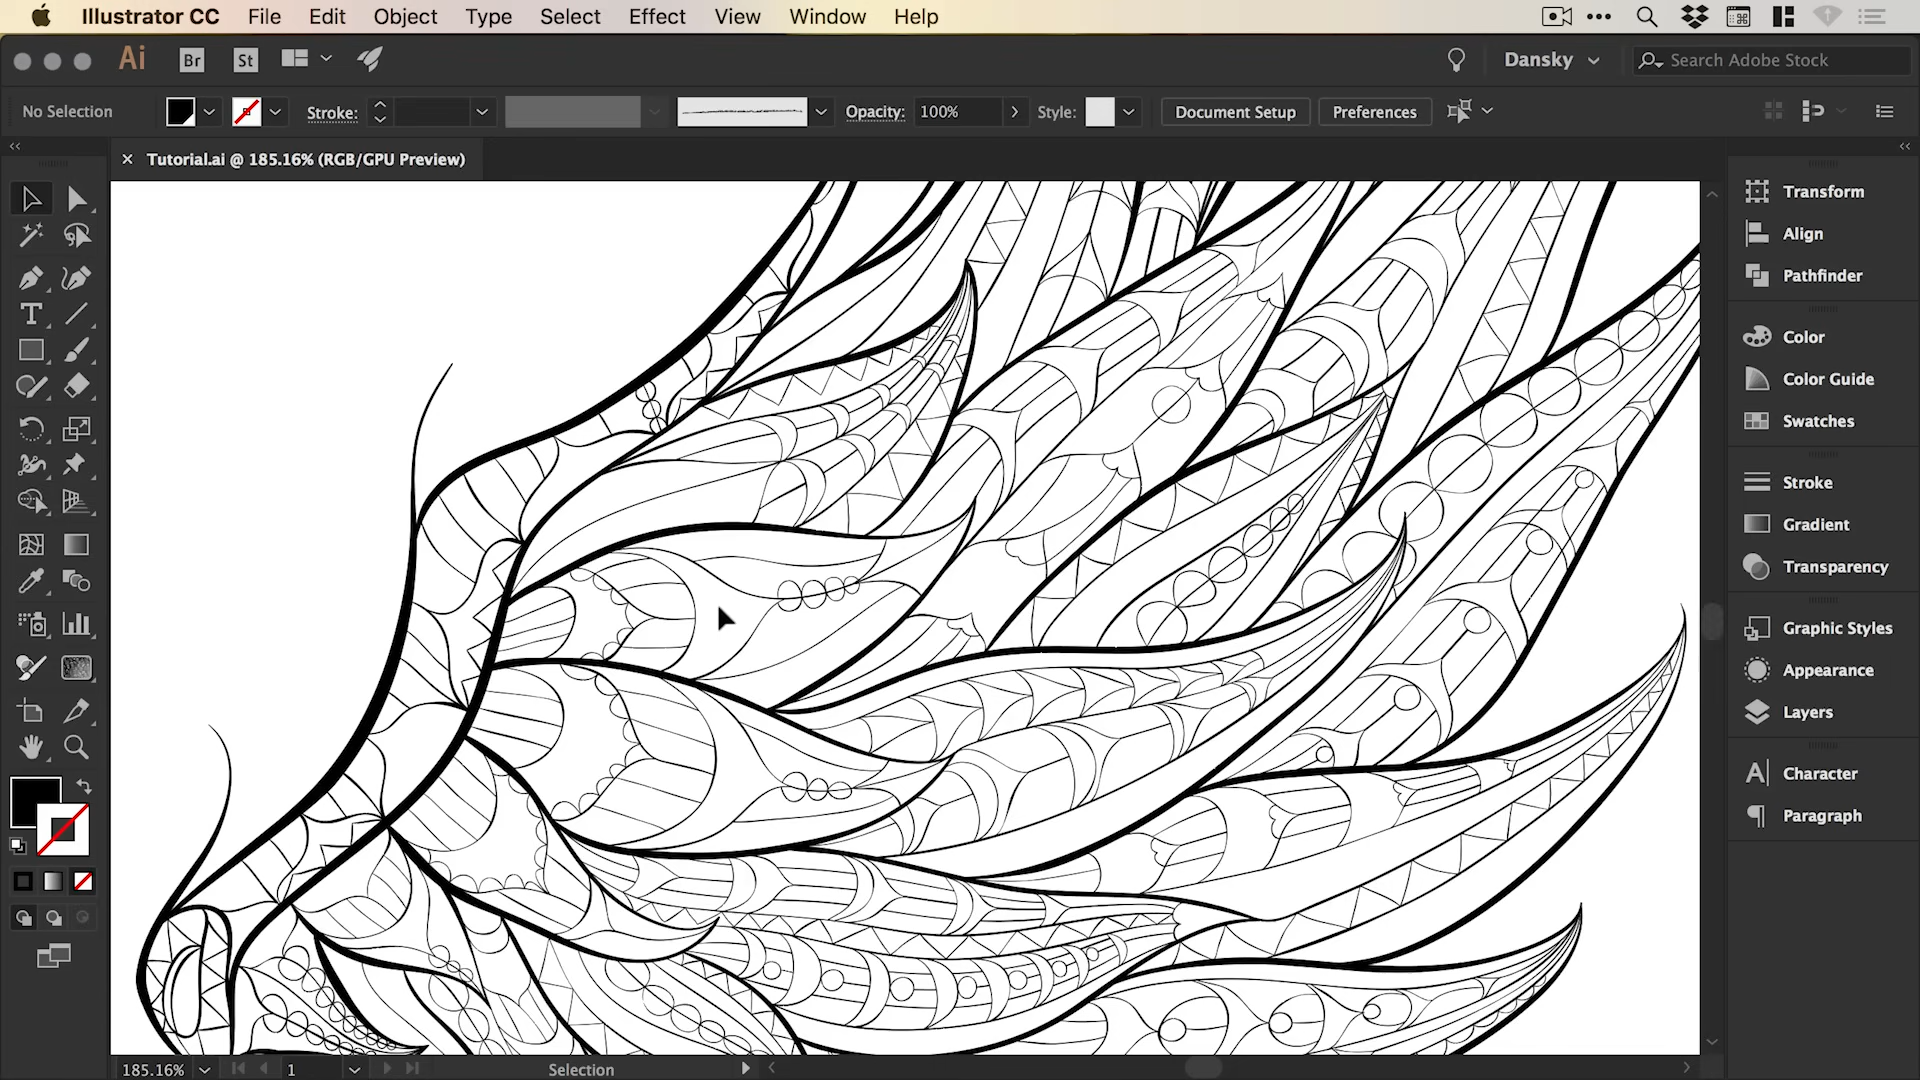 Illustrator CC File Edit Object Type Select Effect View Window Help
Ai Br St Dansky Search Adobe Stock
No Selection Stroke: Opacity: 100% Style: Document Setup Preferences
Tutorial.ai @ 185.16% (RGB/GPU Preview)
Transform
Align
Pathfinder
Color
Color Guide
Swatches
Stroke
Gradient
Transparency
Graphic Styles
Appearance
Layers
Character
Paragraph
185.16% 1 Selection